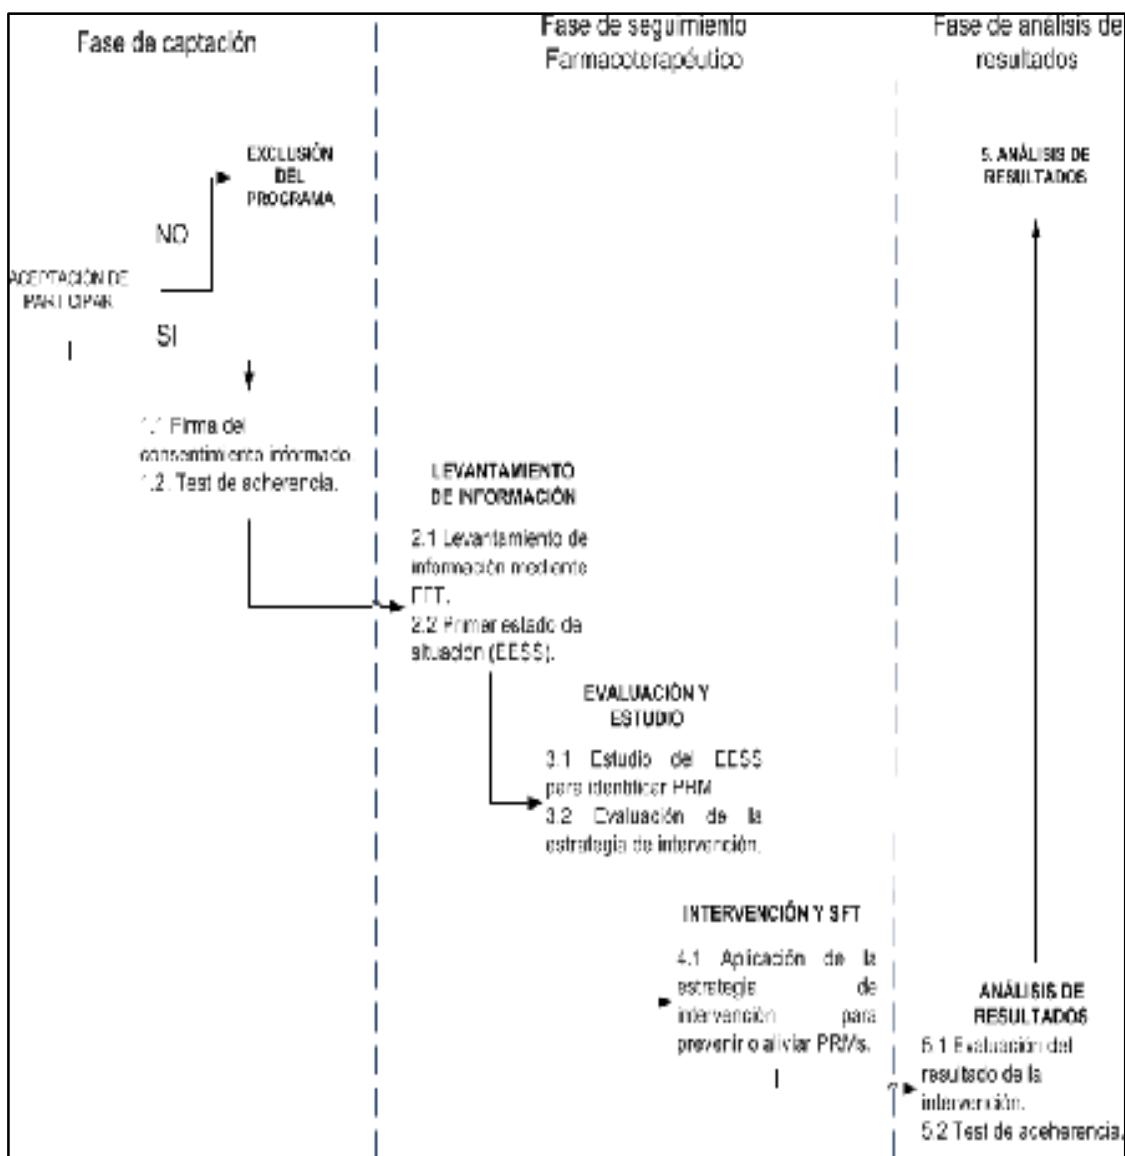 Fase de captación
Fase de seguimiento
Farmacoterapéutico
Fase de análisis de
resultados
EXCLUSIÓN
DEL
PROGRAMA
NO
ACEPTACIÓN DE
PARTICIPAR
SI
1.1 Firma del
consentimiento informado.
1.2. Test de adherencia.
LEVANTAMIENTO
DE INFORMACIÓN
2.1 Levantamiento de
información mediante
2.2 Primer estado de
situación (EESS).
EVALUACIÓN Y
ESTUDIO
3.1 Estudio del EESS
para identificar PRM
3.2 Evaluación de la
estrategia de intervención.
INTERVENCIÓN Y SFT
4.1 Aplicación de la
estrategia de
intervención para
prevenir o aliviar PRMs.
5. ANÁLISIS DE
RESULTADOS
ANÁLISIS DE
RESULTADOS
5.1 Evaluación del
resultado de la
intervención.
5.2 Test de aceherencia.